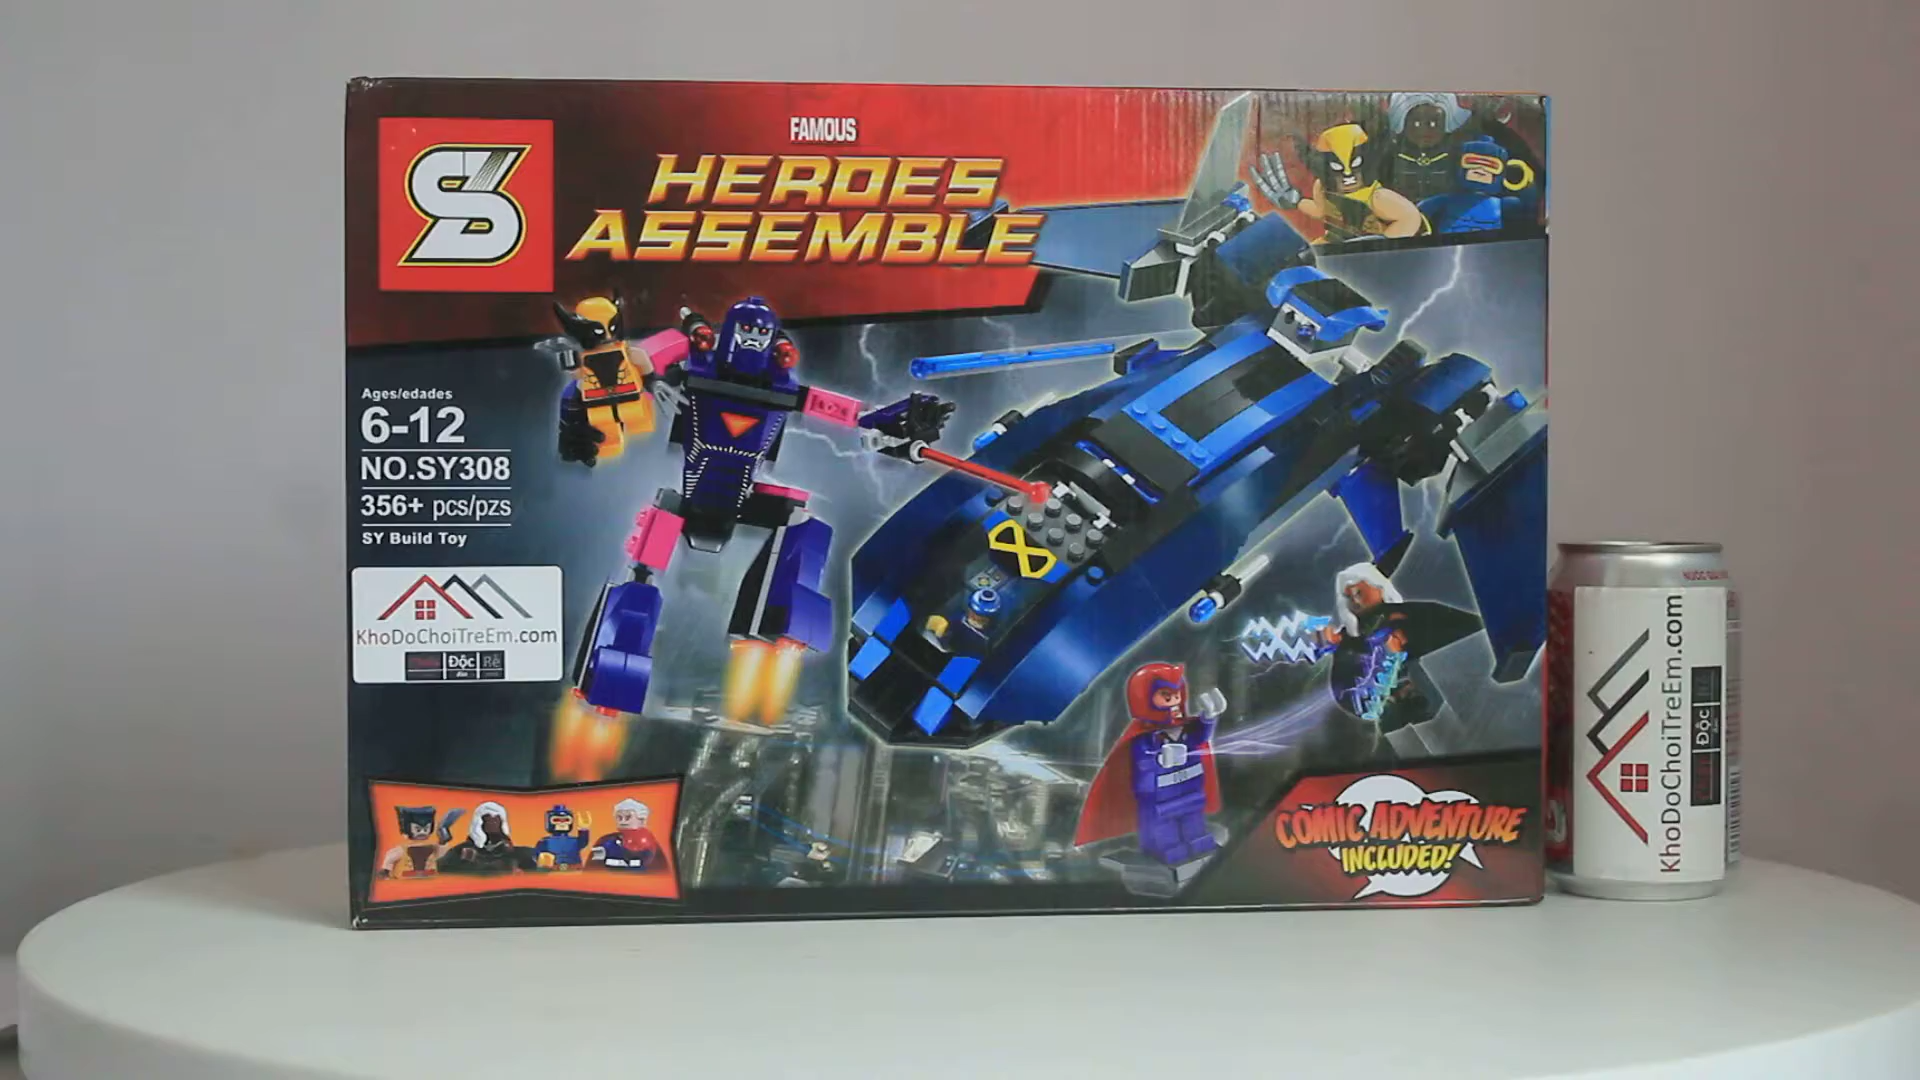 SY
FAMOUS
HEROES
ASSEMBLE
Ages/edades
6-12
NO.SY308
356+ pcs/pzs
SY Build Toy
KhoDoChoiTreEm.com
Độc
Rẻ
COMIC ADVENTURE
INCLUDED!
KhoDoChoiTreEm.com
Độc